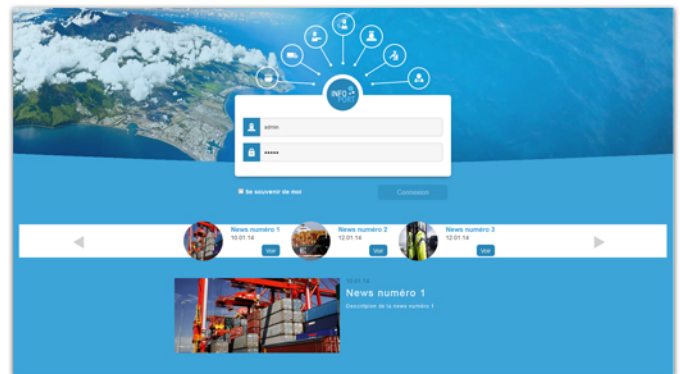 INFO
PORT
admin
•••••
Se souvenir de moi
Connexion
News numéro 1
10.01.14
Voir
News numéro 2
12.01.14
Voir
News numéro 3
12.01.14
Voir
10.01.14
News numéro 1
Description de la news numéro 1